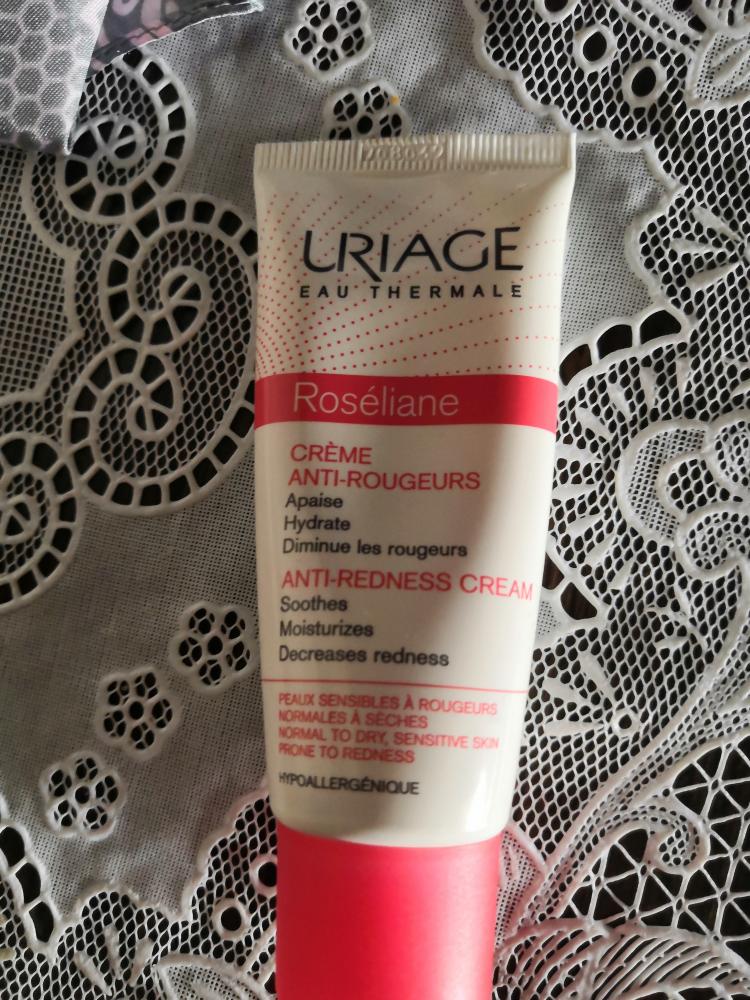 URIAGE
EAU THERMALE
Roséliane
CRÈME
ANTI-ROUGEURS
Apaise
Hydrate
Diminue les rougeurs
ANTI-REDNESS CREAM
Soothes
Moisturizes
Decreases redness
PEAUX SENSIBLES À ROUGEURS
NORMALES À SÈCHES
NORMAL TO DRY, SENSITIVE SKIN
PRONE TO REDNESS
HYPOALLERGÉNIQUE